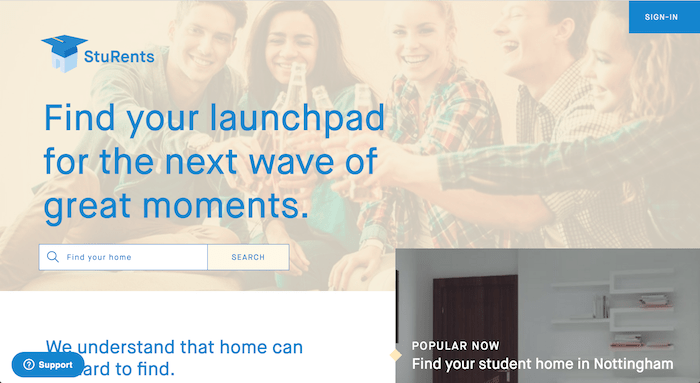 SIGN-IN
StuRents
Find your launchpad
for the next wave of
great moments.
Find your home
SEARCH
We understand that home can
ard to find.
POPULAR NOW
Find your student home in Nottingham
Support